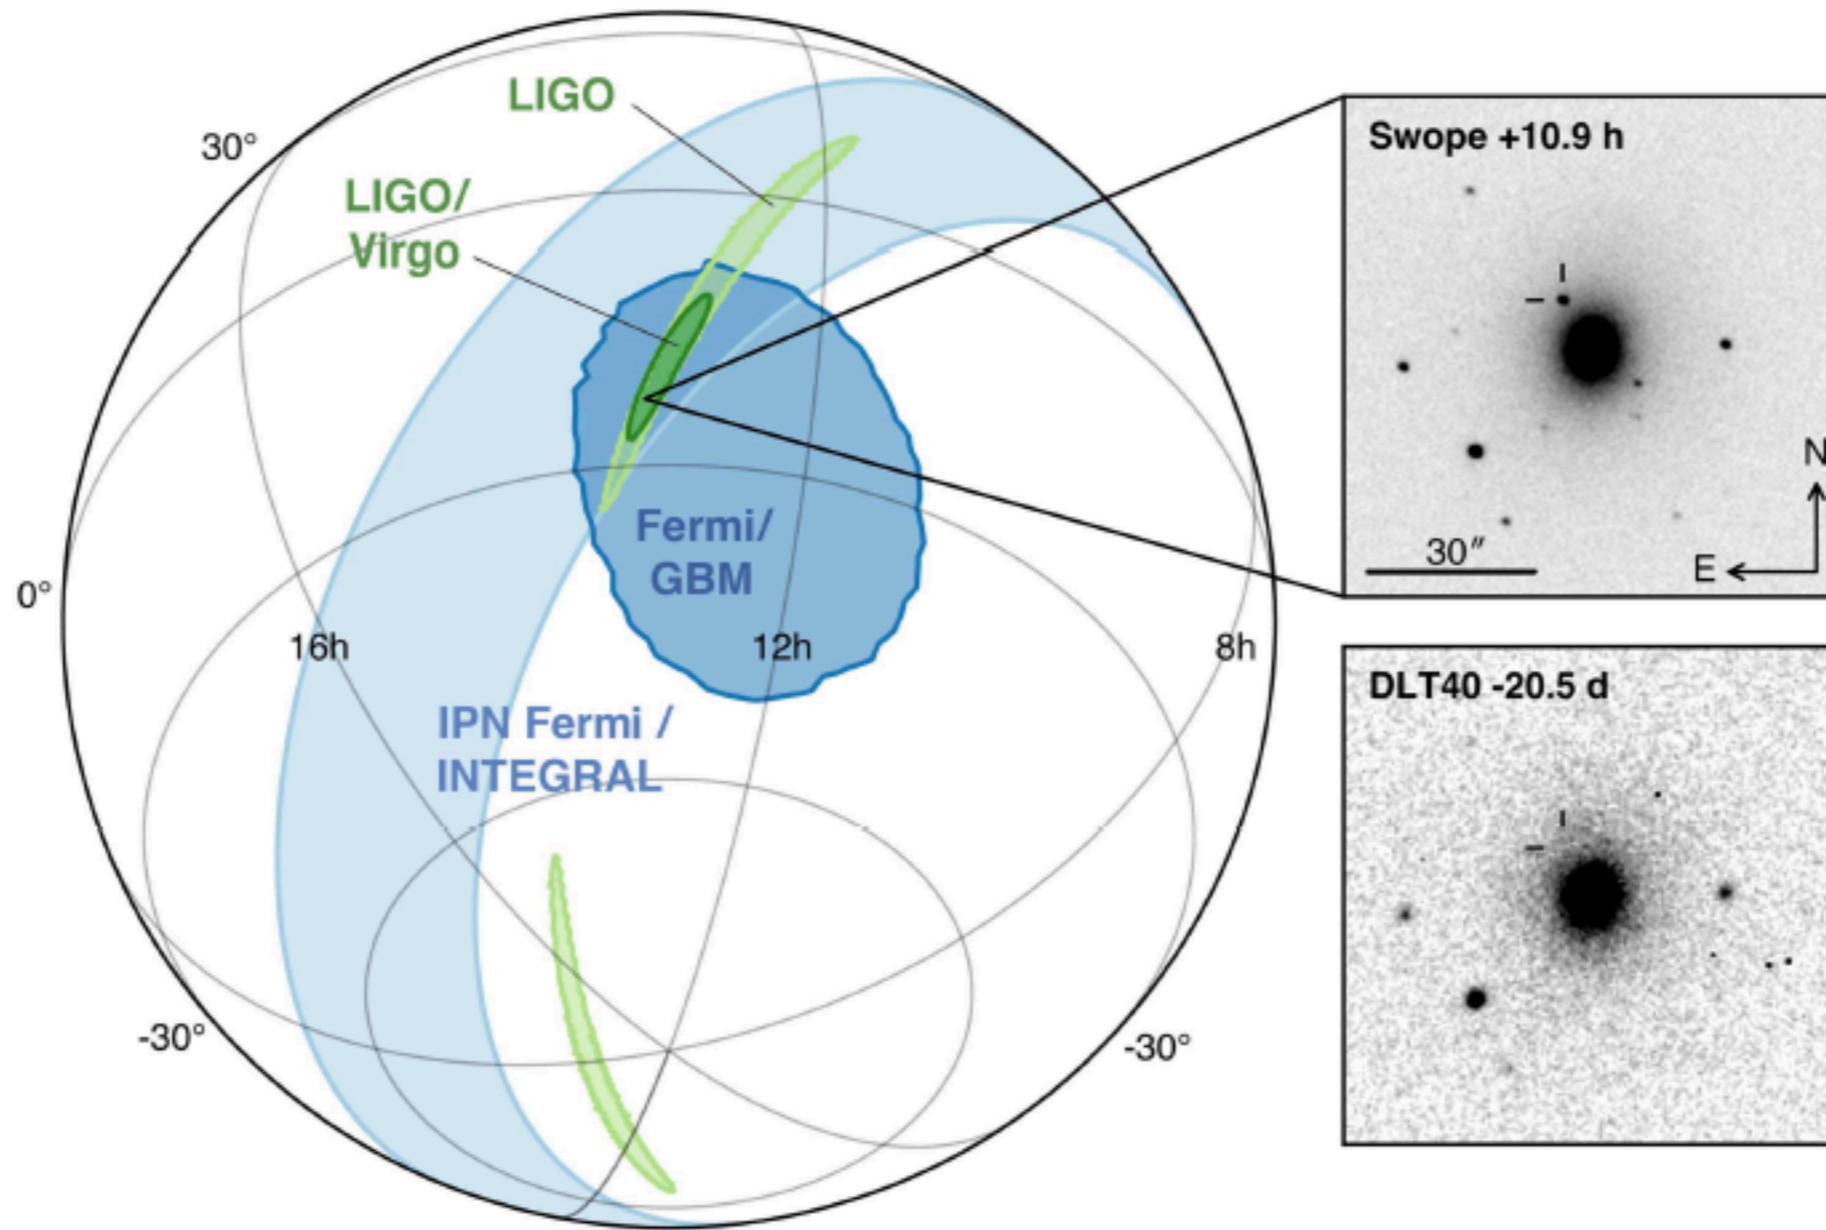 LIGO
30°
LIGO/
Virgo
Fermi/
GBM
0°
16h
12h
8h
IPN Fermi /
INTEGRAL
-30°
-30°
Swope +10.9 h
N
30″
E
DLT40 -20.5 d